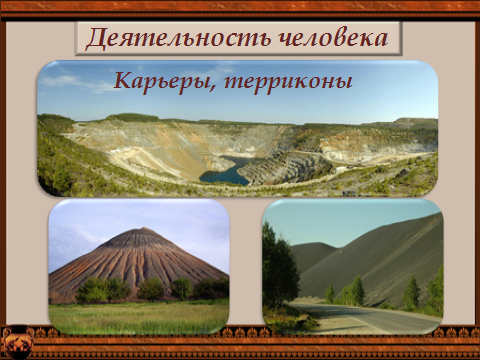 Деятельность человека
Карьеры, терриконы